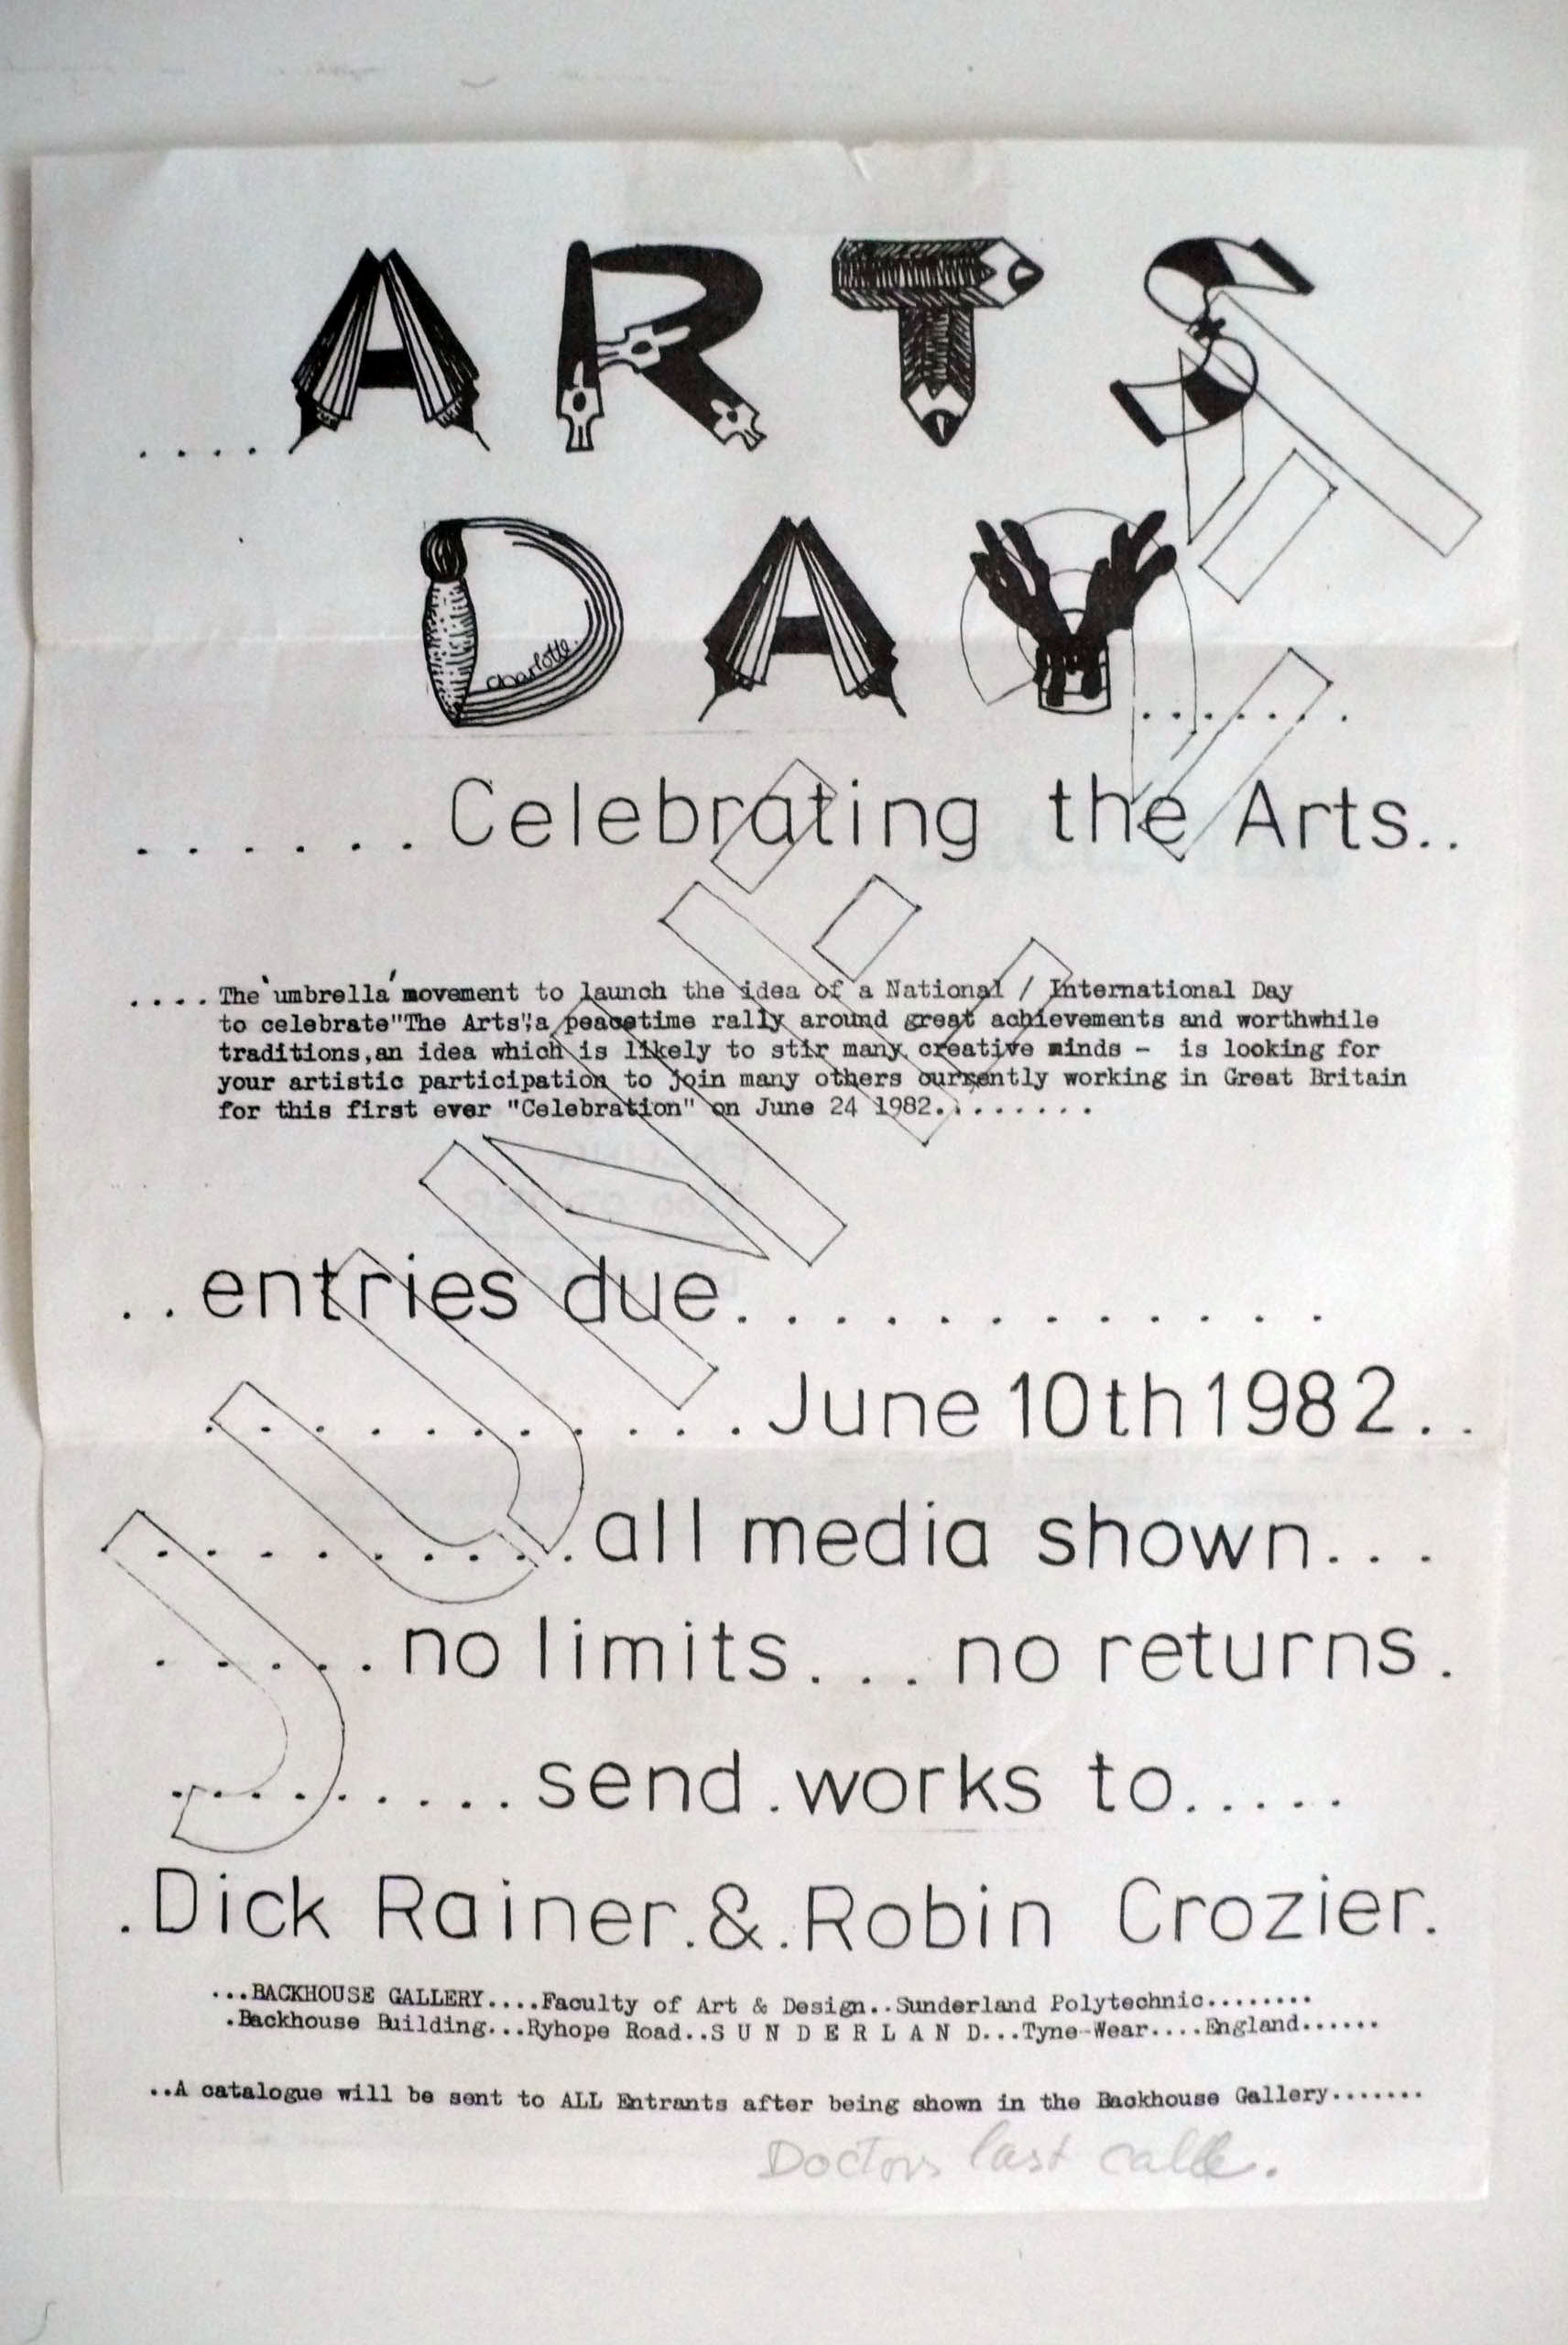 ....ARTS
DAY.......
Charlotte.
......Celebrating the Arts..
....The 'umbrella' movement to launch the idea of a National / International Day
to celebrate "The Arts",a peacetime rally around great achievements and worthwhile
traditions,an idea which is likely to stir many creative minds – is looking for
your artistic participation to join many others currently working in Great Britain
for this first ever "Celebration" on June 24 1982.........
..entries due............
...........June 10th 1982..
.........all media shown...
.....no limits... no returns.
.......send.works to.....
.Dick Rainer.&.Robin Crozier.
...BACKHOUSE GALLERY....Faculty of Art & Design..Sunderland Polytechnic........
.Backhouse Building...Ryhope Road..S U N D E R L A N D...Tyne-Wear....England......
..A catalogue will be sent to ALL Entrants after being shown in the Backhouse Gallery.......
Doctors last call.
JUNE 24